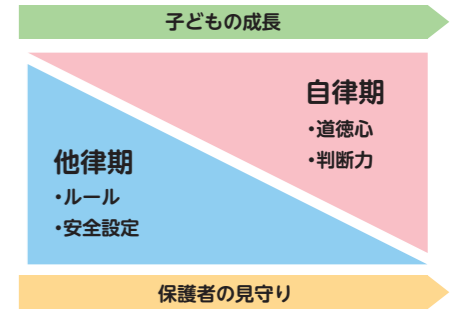 子どもの成長
自律期
・道徳心
・判断力
他律期
・ルール
・安全設定
保護者の見守り